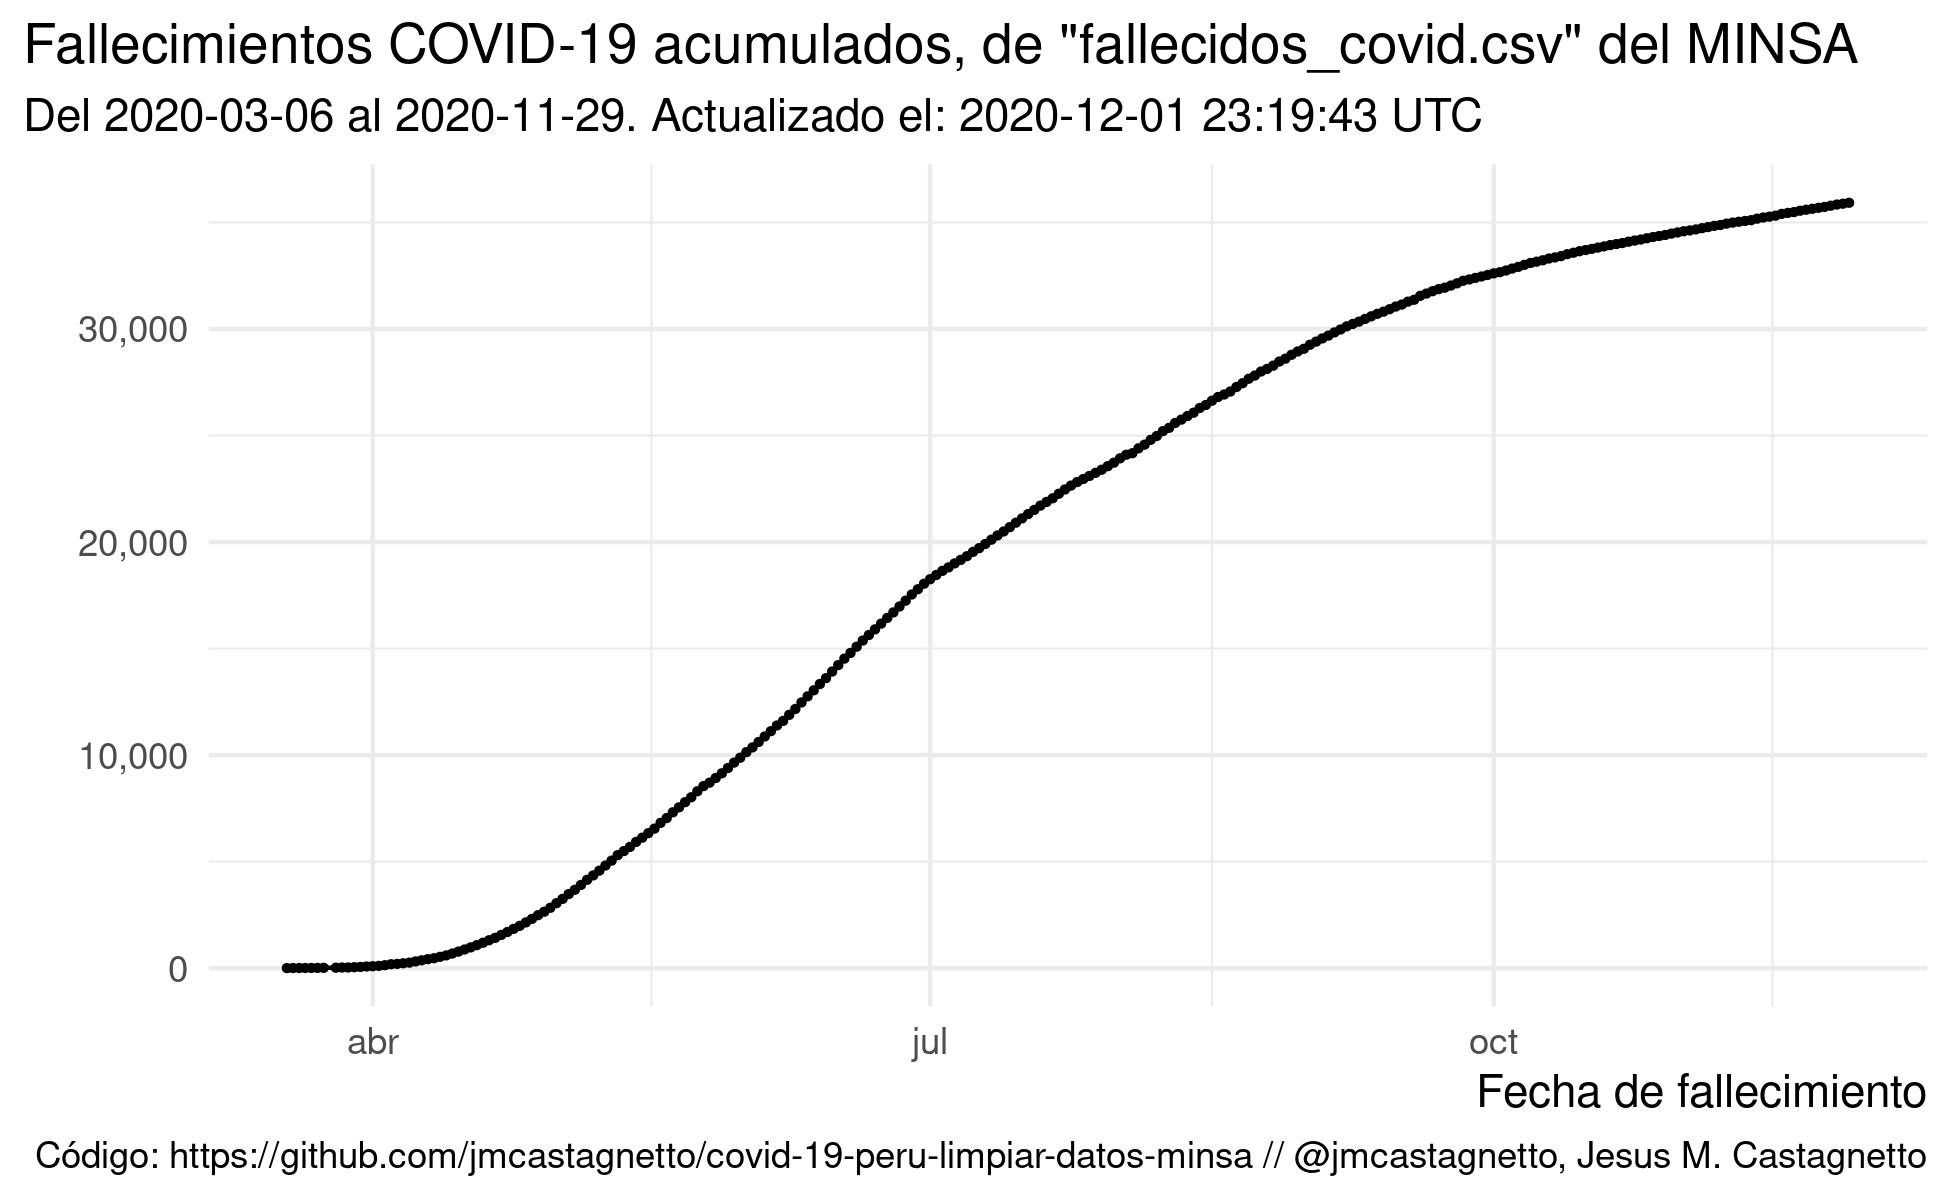 Fallecimientos COVID-19 acumulados, de "fallecidos_covid.csv" del MINSA
Del 2020-03-06 al 2020-11-29. Actualizado el: 2020-12-01 23:19:43 UTC
30,000
20,000
10,000
0
abr jul oct
Fecha de fallecimiento
Código: https://github.com/jmcastagnetto/covid-19-peru-limpiar-datos-minsa // @jmcastagnetto, Jesus M. Castagnetto